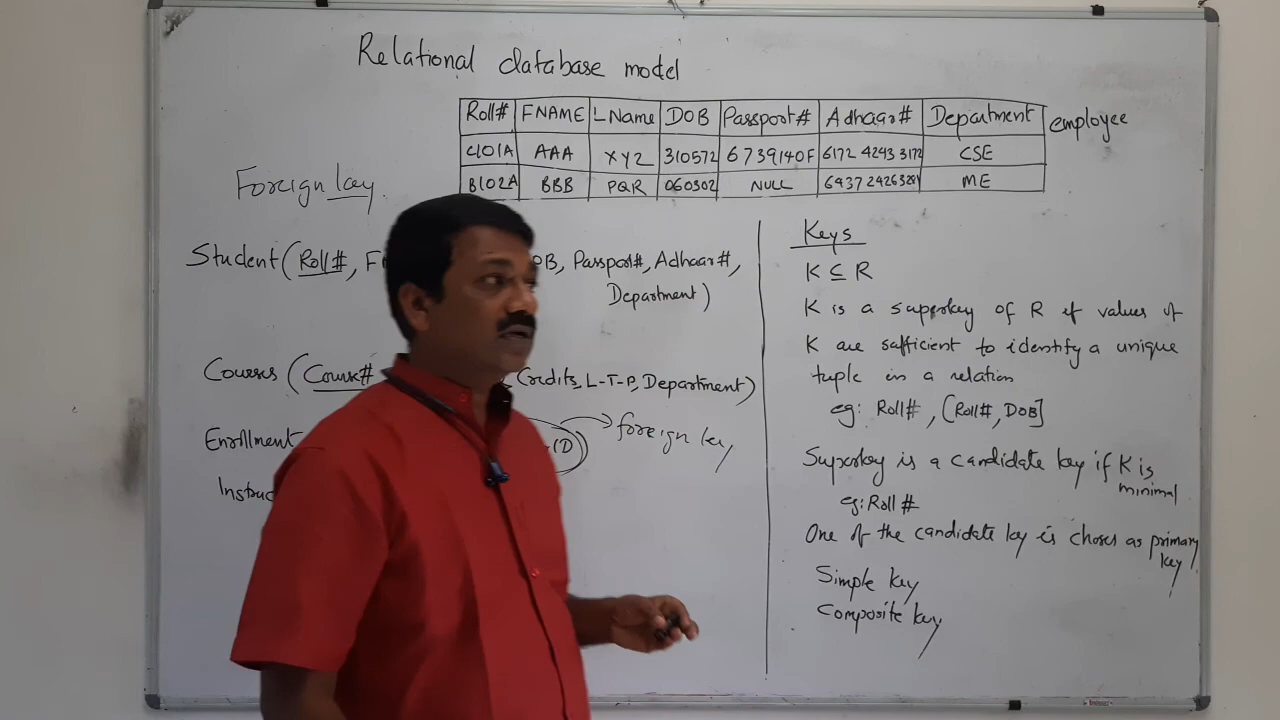 Relational database model
Roll# FNAME LName DOB Passport# Adhaar# Department employee
C101A AAA XYZ 310572 6739140F 6172 4243 3172 CSE
B102A BBB PQR 060302 NULL ME
Foreign key
Student (Roll#, OB, Passport#, Adhaar#,
Department)
Courses (Course# Credits, L-T-P, Department)
Enrollment ID) foreign key
Instruc
Keys
K ⊆ R
K is a superkey of R if values of
K are sufficient to identify a unique
tuple in a relation
eg: Roll#, [Roll#, DOB]
Superkey is a candidate key if K is
minimal
eg: Roll#
One of the candidate key is chosen as primary
key
Simple key
Composite key